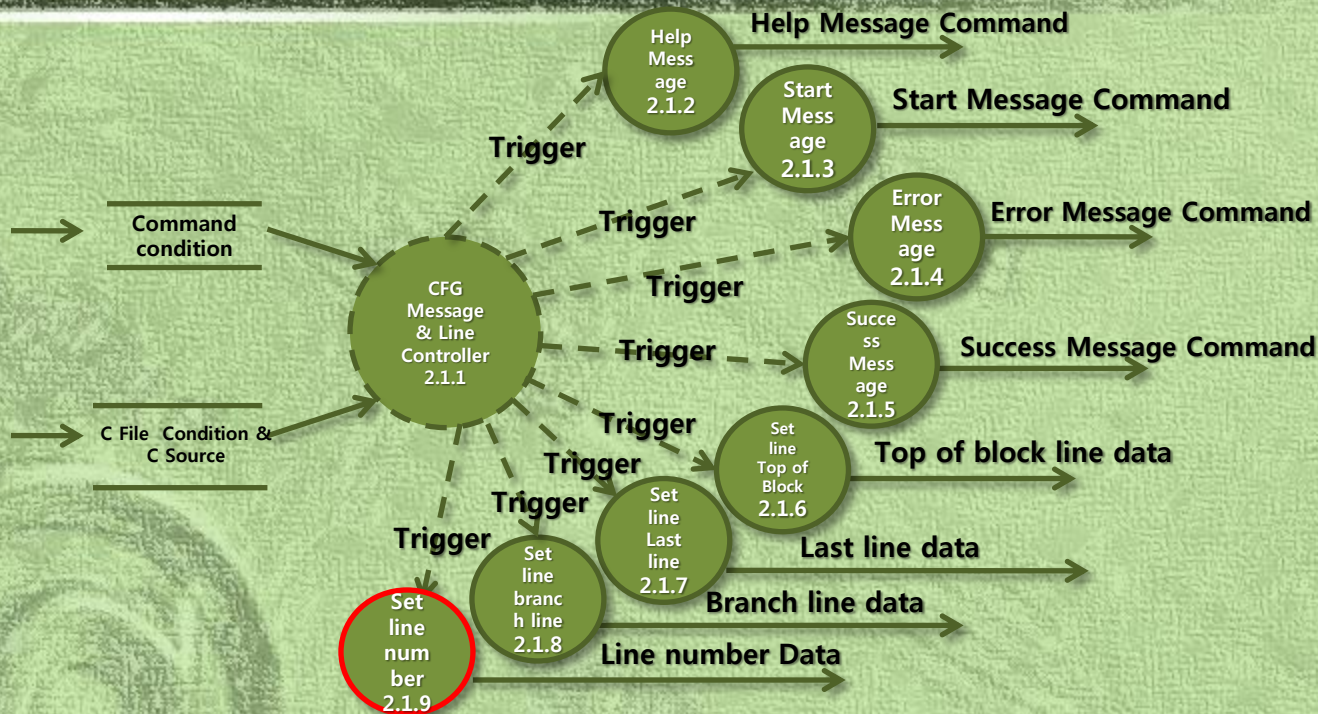 Help
Mess
age
2.1.2
Help Message Command
Start
Mess
age
2.1.3
Start Message Command
Trigger
Error
Mess
age
2.1.4
Error Message Command
Trigger
Command
condition
CFG
Message
& Line
Controller
2.1.1
Trigger
Succe
ss
Mess
age
2.1.5
Success Message Command
Trigger
C File Condition &
C Source
Trigger
Set
line
Top of
Block
2.1.6
Top of block line data
Trigger
Set
line
Last
line
2.1.7
Last line data
Trigger
Set
line
branc
h line
2.1.8
Branch line data
Trigger
Set
line
num
ber
2.1.9
Line number Data